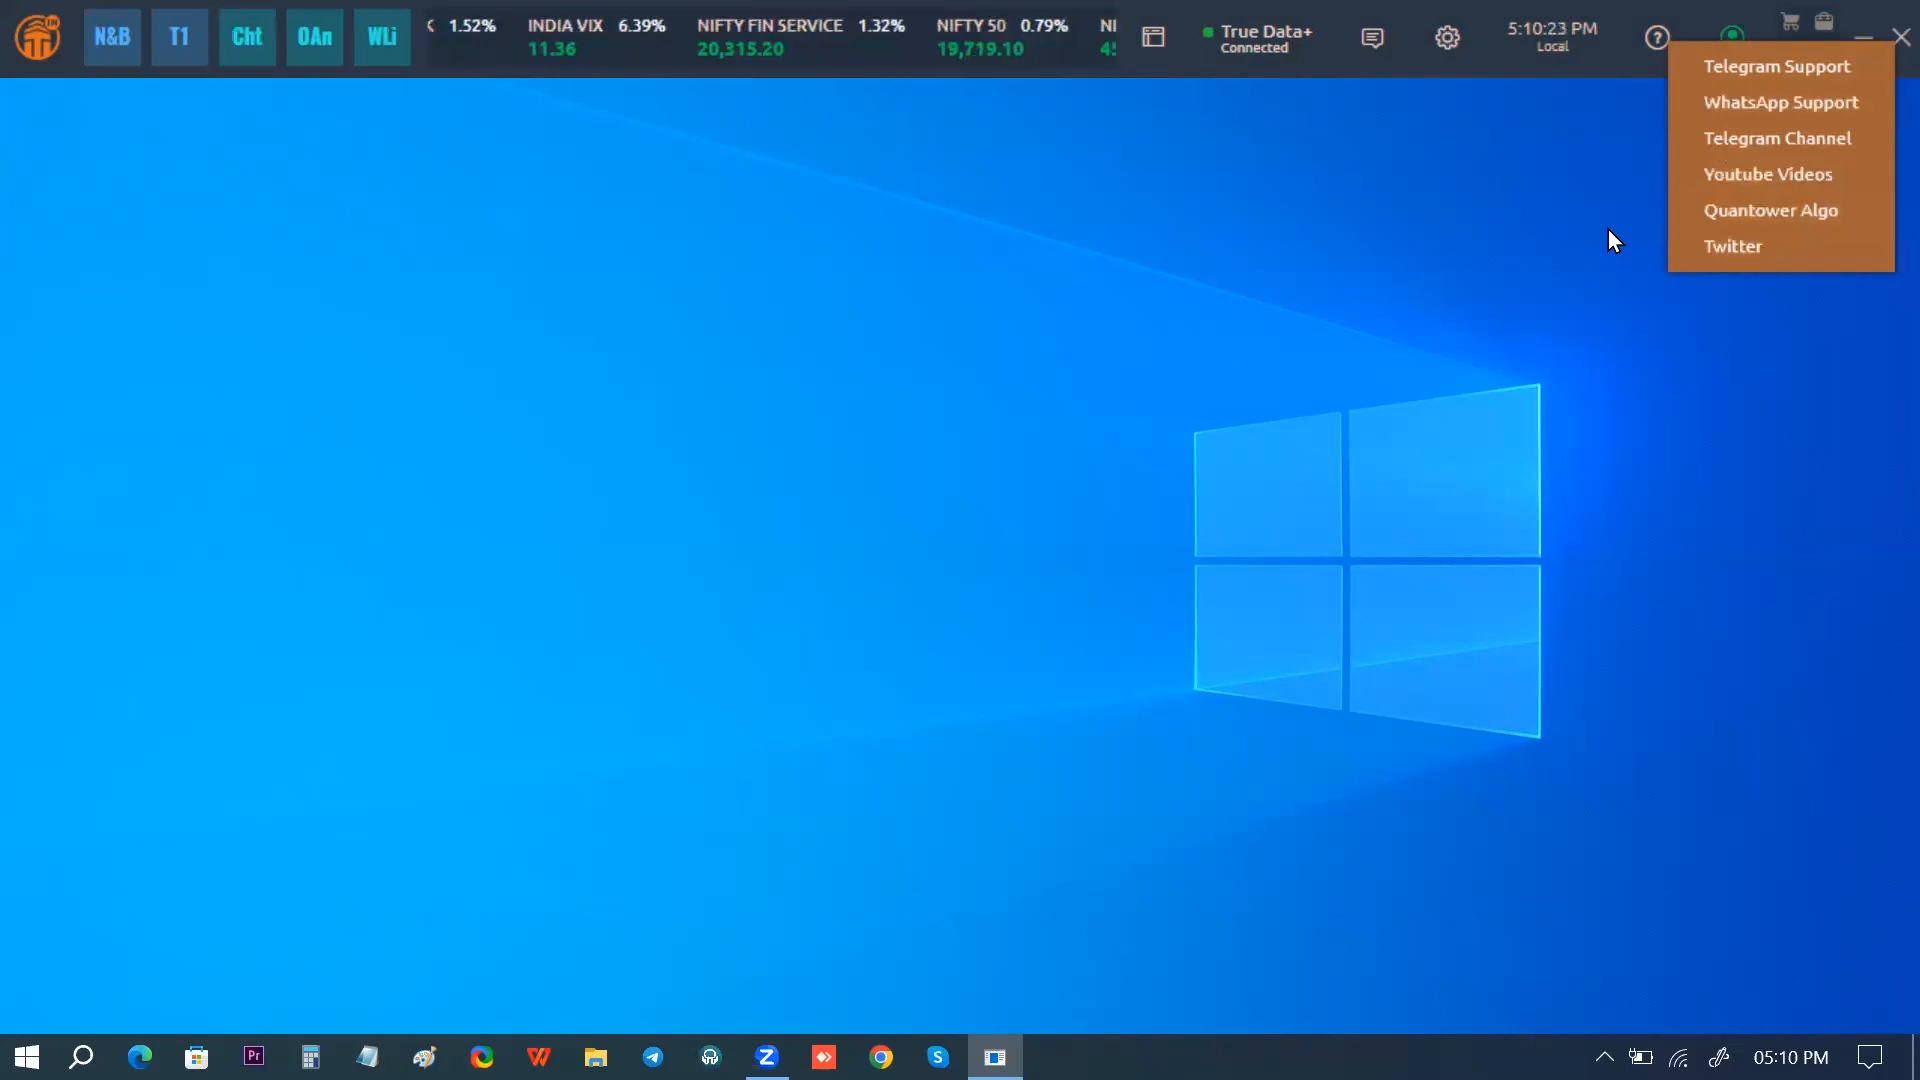 N&B
T1
Cht
OAn
WLi
1.52%
INDIA VIX 6.39%
11.36
NIFTY FIN SERVICE 1.32%
20,315.20
NIFTY 50 0.79%
19,719.10
NI
True Data+
Connected
5:10:23 PM
Local
Telegram Support
WhatsApp Support
Telegram Channel
Youtube Videos
Quantower Algo
Twitter
05:10 PM